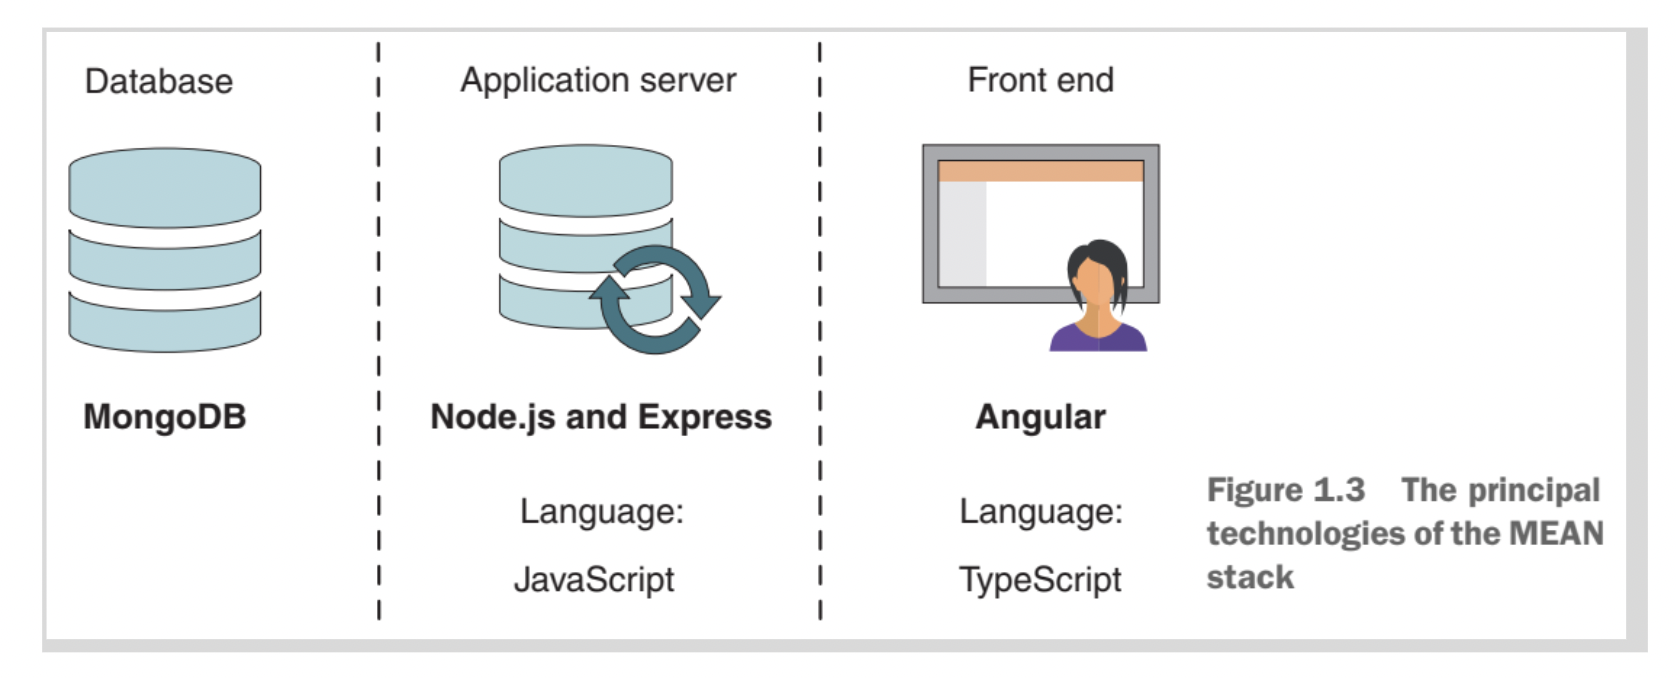 Database
Application server
Front end
MongoDB
Node.js and Express
Angular
Language:
JavaScript
Language:
TypeScript
Figure 1.3 The principal
technologies of the MEAN
stack